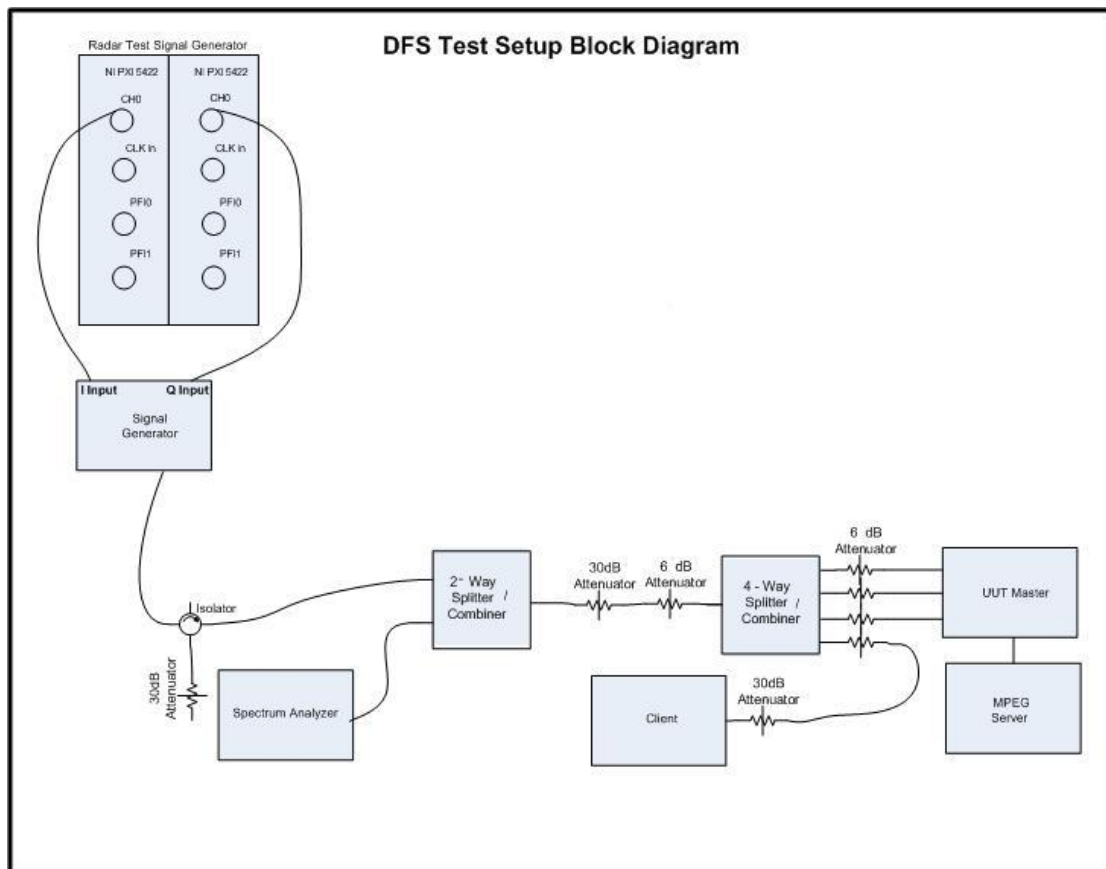 DFS Test Setup Block Diagram
Radar Test Signal Generator
NI PXI 5422
NI PXI 5422
CH0
CH0
CLK in
CLK in
PFI0
PFI0
PFI1
PFI1
I Input
Q Input
Signal
Generator
Isolator
30dB
Attenuator
Spectrum Analyzer
2- Way
Splitter /
Combiner
30dB
Attenuator
6 dB
Attenuator
4 - Way
Splitter /
Combiner
6 dB
Attenuator
UUT Master
MPEG
Server
Client
30dB
Attenuator